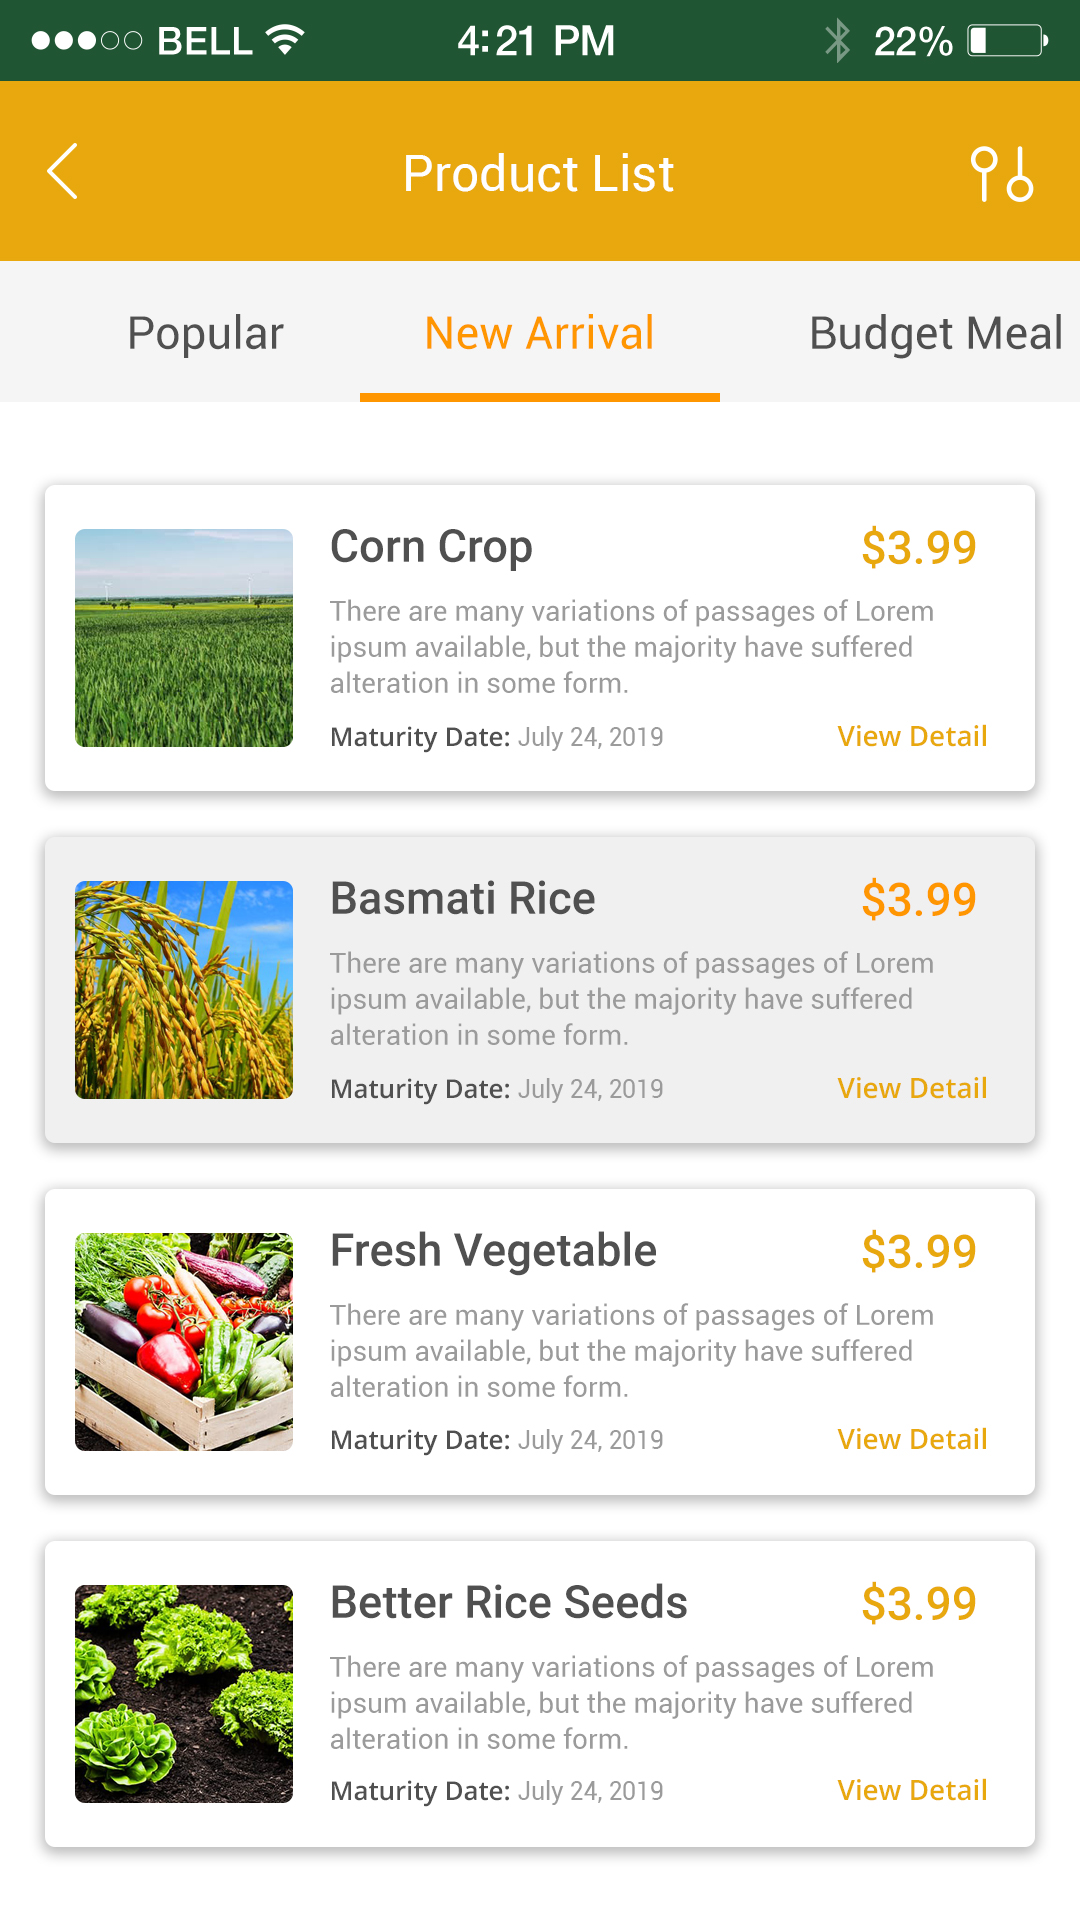 BELL 4:21 PM 22%
Product List
Popular New Arrival Budget Meal
Corn Crop $3.99
There are many variations of passages of Lorem
ipsum available, but the majority have suffered
alteration in some form.
Maturity Date: July 24, 2019 View Detail
Basmati Rice $3.99
There are many variations of passages of Lorem
ipsum available, but the majority have suffered
alteration in some form.
Maturity Date: July 24, 2019 View Detail
Fresh Vegetable $3.99
There are many variations of passages of Lorem
ipsum available, but the majority have suffered
alteration in some form.
Maturity Date: July 24, 2019 View Detail
Better Rice Seeds $3.99
There are many variations of passages of Lorem
ipsum available, but the majority have suffered
alteration in some form.
Maturity Date: July 24, 2019 View Detail